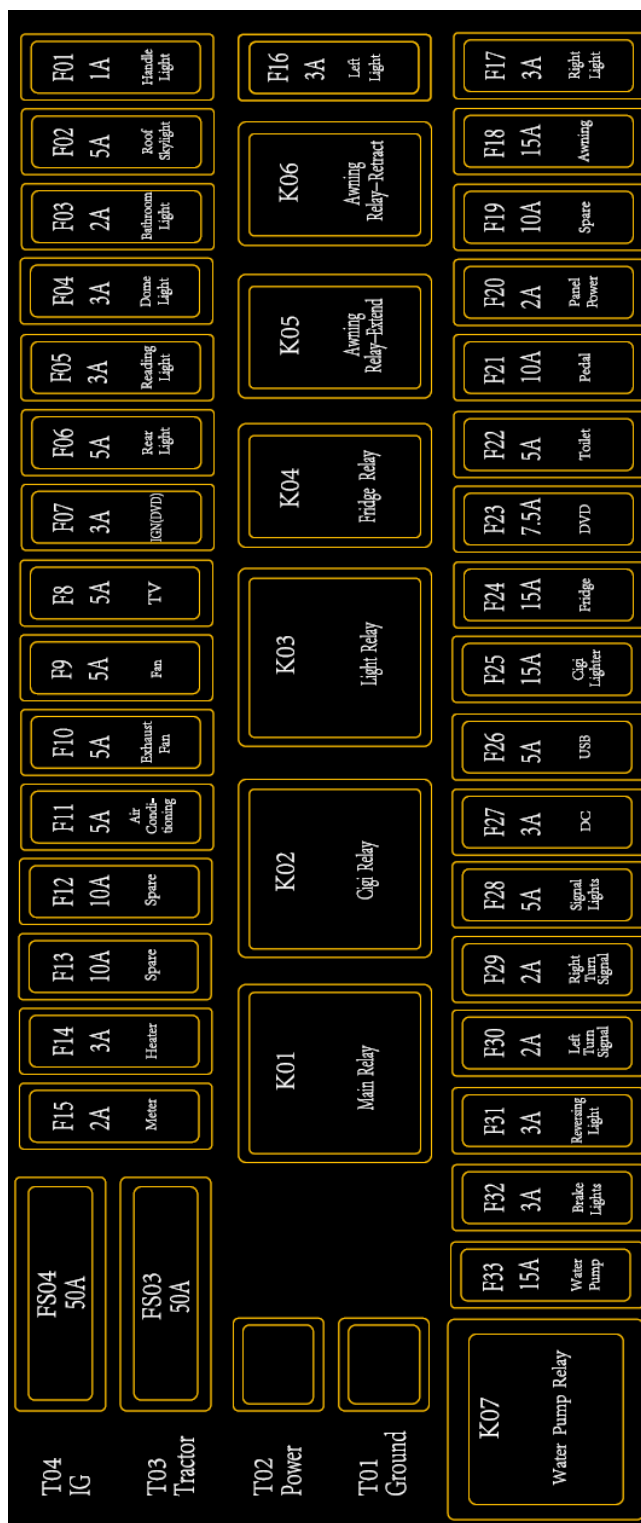 F01
1A
Handle
Light
F02
5A
Roof
Skylight
F03
2A
Bathroom
Light
F04
3A
Dome
Light
F05
3A
Reading
Light
F06
5A
Rear
Light
F07
3A
IGN(DVD)
F8
5A
TV
F9
5A
Fan
F10
5A
Exhaust
Fan
F11
5A
Air
Condi-
tioning
F12
10A
Spare
F13
10A
Spare
F14
3A
Heater
F15
2A
Meter
FS04
50A
FS03
50A
T04
IG
T03
Tractor
F16
3A
Left
Light
K06
Awning
Relay-Retract
K05
Awning
Relay-Extend
K04
Fridge Relay
K03
Light Relay
K02
Cigi Relay
K01
Main Relay
T02
Power
T01
Ground
F17
3A
Right
Light
F18
15A
Awning
F19
10A
Spare
F20
2A
Panel
Power
F21
10A
Pedal
F22
5A
Toilet
F23
7.5A
DVD
F24
15A
Fridge
F25
15A
Cigi
Lighter
F26
5A
USB
F27
3A
DC
F28
5A
Signal
Lights
F29
2A
Right
Turn
Signal
F30
2A
Left
Turn
Signal
F31
3A
Reversing
Light
F32
3A
Brake
Lights
F33
15A
Water
Pump
K07
Water Pump Relay